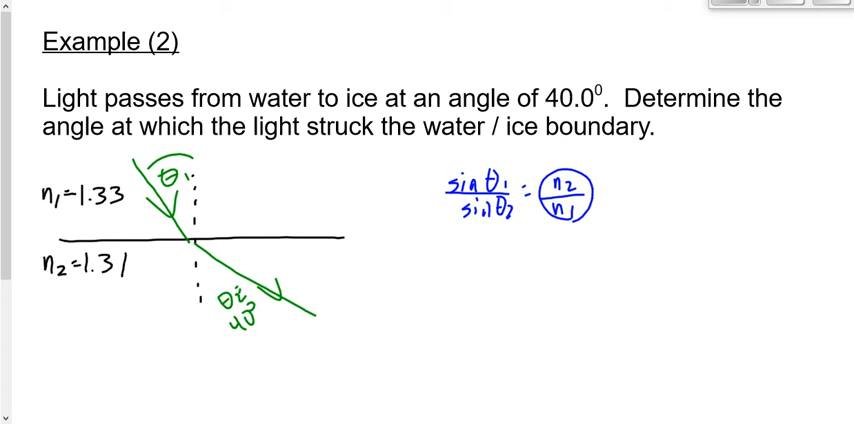 Example (2)
Light passes from water to ice at an angle of 40.0⁰. Determine the
angle at which the light struck the water / ice boundary.
θ₁
n₁=1.33
sin θ₁ / sin θ₂ = n₂ / n₁
n₂=1.31
θ₂=
40°